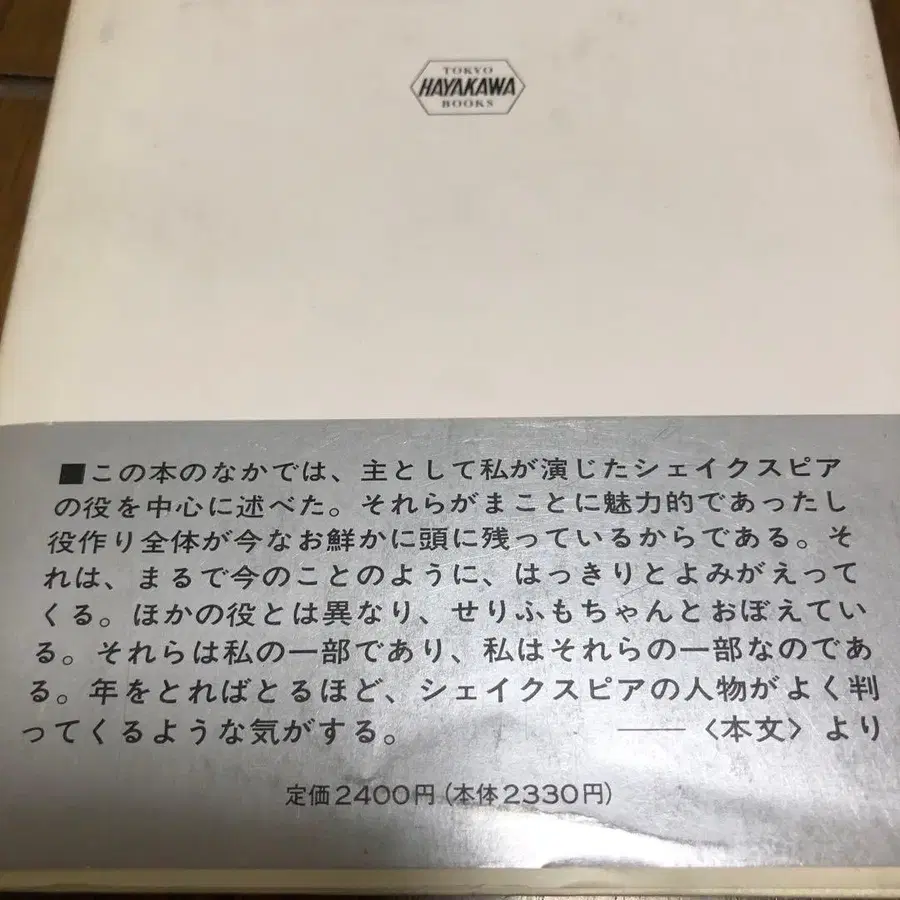 TOKYO
HAYAKAWA
BOOKS
■この本のなかでは、主として私が演じたシェイクスピア
の役を中心に述べた。それらがまことに魅力的であったし
役作り全体が今なお鮮かに頭に残っているからである。そ
れは、まるで今のことのように、はっきりとよみがえって
くる。ほかの役とは異なり、せりふもちゃんとおぼえてい
る。それらは私の一部であり、私はそれらの一部なのであ
る。年をとればとるほど、シェイクスピアの人物がよく判
ってくるような気がする。 ――〈本文〉より
定価2400円(本体2330円)